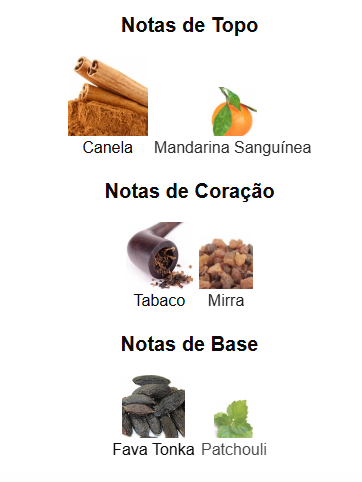 Notas de Topo
Canela Mandarina Sanguínea
Notas de Coração
Tabaco Mirra
Notas de Base
Fava Tonka Patchouli